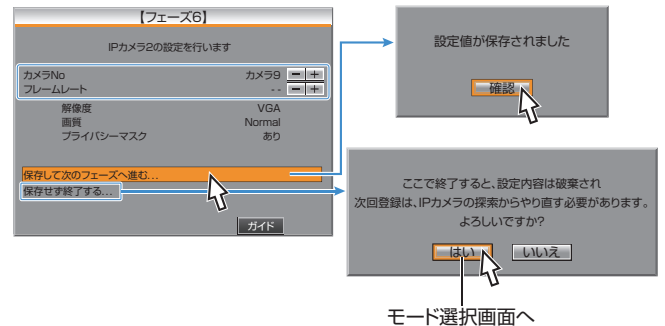 【フェーズ6】
IPカメラ2の設定を行います
カメラNo カメラ9 − +
フレームレート - - − +
解像度 VGA
画質 Normal
プライバシーマスク あり
保存して次のフェーズへ進む...
保存せず終了する...
ガイド
設定値が保存されました
確認
ここで終了すると、設定内容は破棄され
次回登録は、IPカメラの探索からやり直す必要があります。
よろしいですか?
はい いいえ
モード選択画面へ